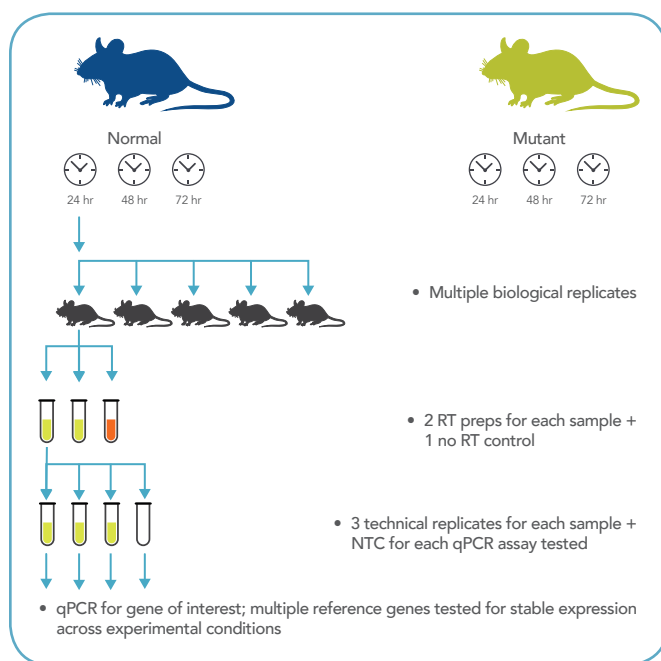 Normal
Mutant
24 hr 48 hr 72 hr
24 hr 48 hr 72 hr
• Multiple biological replicates
• 2 RT preps for each sample +
1 no RT control
• 3 technical replicates for each sample +
NTC for each qPCR assay tested
• qPCR for gene of interest; multiple reference genes tested for stable expression
across experimental conditions